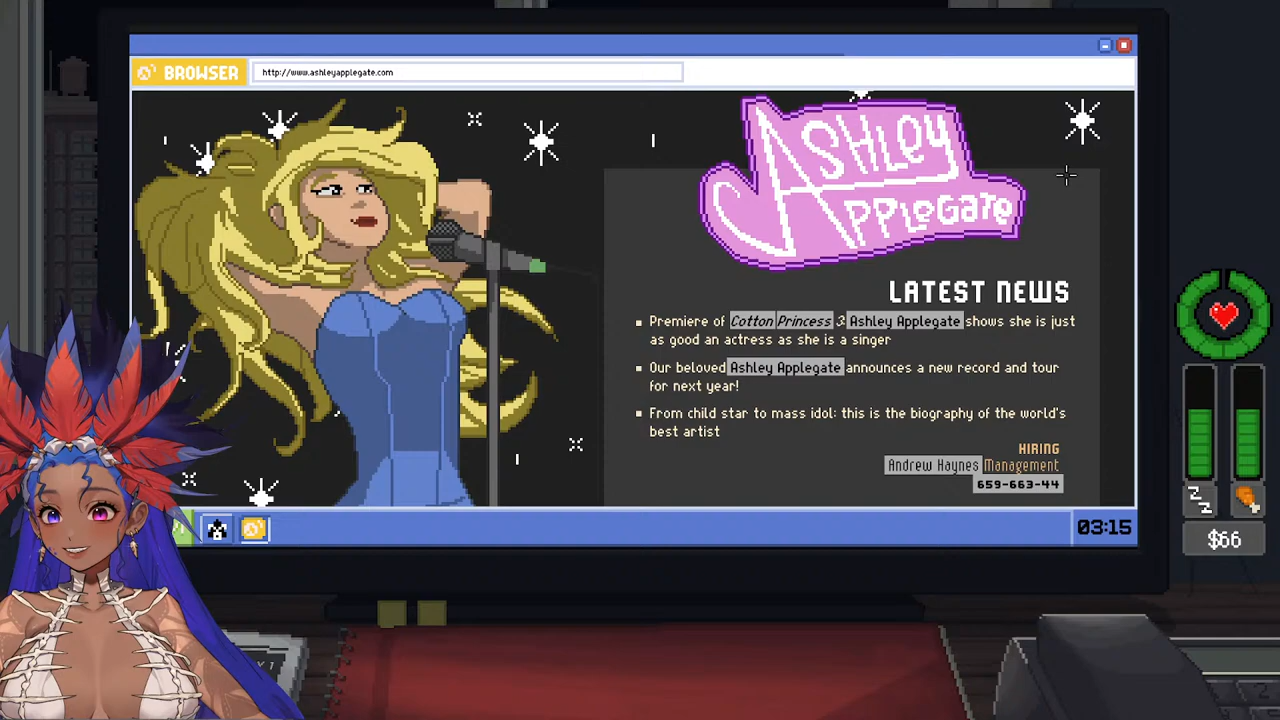 BROWSER
http://www.ashleyapplegate.com
Ashley
Applegate
LATEST NEWS
▪ Premiere of Cotton Princess 3: Ashley Applegate shows she is just
as good an actress as she is a singer
▪ Our beloved Ashley Applegate announces a new record and tour
for next year!
▪ From child star to mass idol: this is the biography of the world's
best artist
HIRING
Andrew Haynes Management
659-663-44
03:15
$66